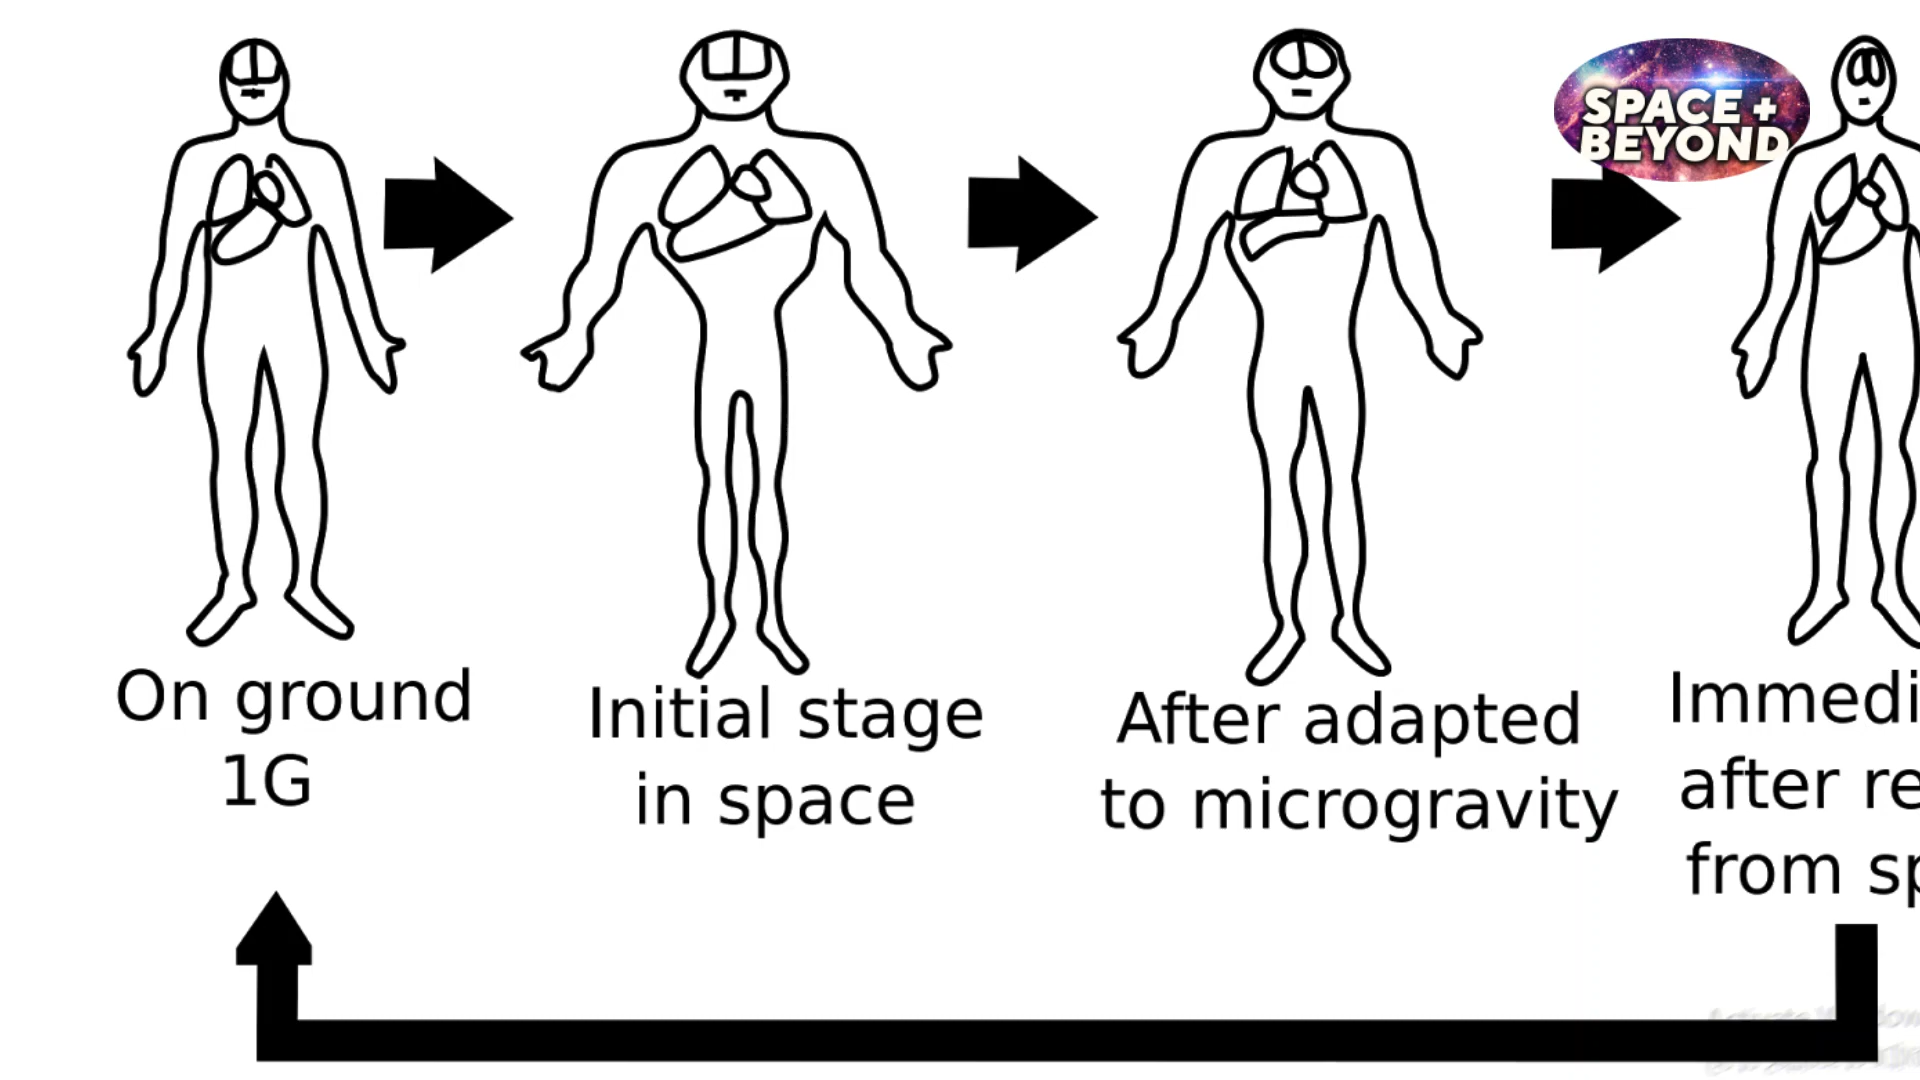 SPACE +
BEYOND
On ground
1G
Initial stage
in space
After adapted
to microgravity
Immedi
after re
from sp